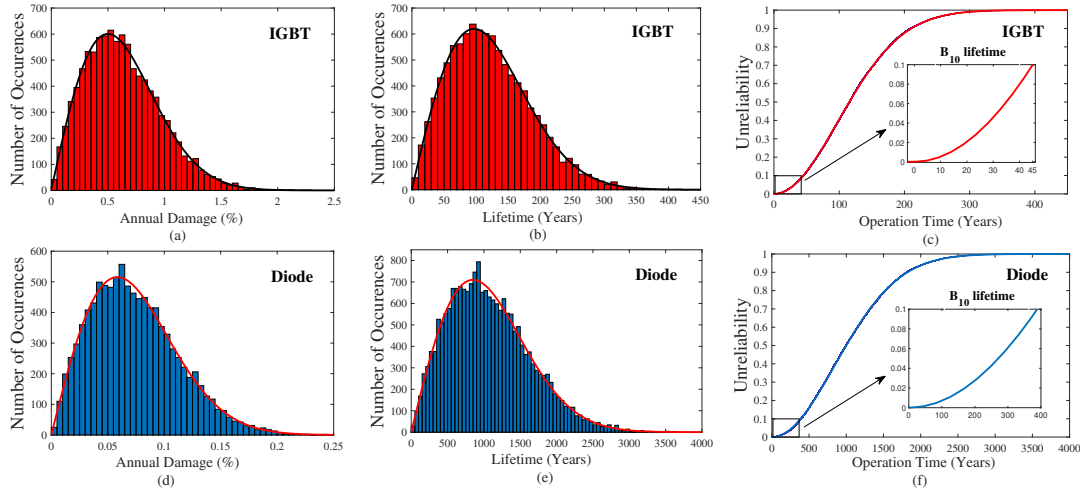 700
600
500
400
300
200
100
0
Number of Occurences
IGBT
0 0.5 1 1.5 2 2.5
Annual Damage (%)
(a)
700
600
500
400
300
200
100
0
Number of Occurences
IGBT
0 50 100 150 200 250 300 350 400 450
Lifetime (Years)
(b)
1
0.9
0.8
0.7
0.6
0.5
0.4
0.3
0.2
0.1
0
Unreliability
IGBT
B10 lifetime
0.1
0.08
0.06
0.04
0.02
0
0 10 20 30 40 45
0 100 200 300 400
Operation Time (Years)
(c)
600
500
400
300
200
100
0
Number of Occurences
Diode
0 0.05 0.1 0.15 0.2 0.25
Annual Damage (%)
(d)
800
700
600
500
400
300
200
100
0
Number of Occurences
Diode
0 500 1000 1500 2000 2500 3000 3500 4000
Lifetime (Years)
(e)
1
0.9
0.8
0.7
0.6
0.5
0.4
0.3
0.2
0.1
0
Unreliability
Diode
B10 lifetime
0.1
0.08
0.06
0.04
0.02
0
0 100 200 300 400
0 500 1000 1500 2000 2500 3000 3500 4000
Operation Time (Years)
(f)